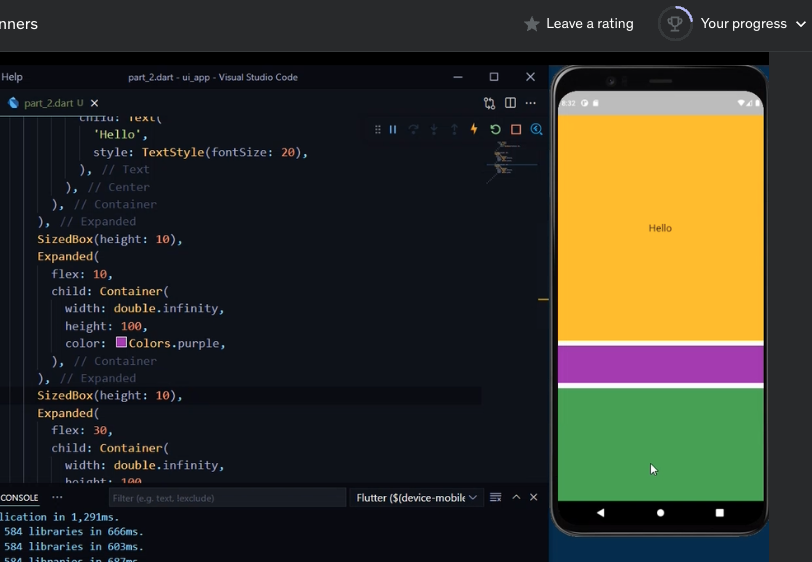 nners
Leave a rating
Your progress
Help
part_2.dart - ui_app - Visual Studio Code
part_2.dart U
child: Text(
'Hello',
style: TextStyle(fontSize: 20),
), // Text
), // Center
), // Container
), // Expanded
SizedBox(height: 10),
Expanded(
flex: 10,
child: Container(
width: double.infinity,
height: 100,
color: Colors.purple,
), // Container
), // Expanded
SizedBox(height: 10),
Expanded(
flex: 30,
child: Container(
width: double.infinity,
height: 100
8:32
Hello
CONSOLE
Filter (e.g. text, !exclude)
Flutter ($(device-mobile
lication in 1,291ms.
584 libraries in 666ms.
584 libraries in 603ms.
584 libraries in 687ms.